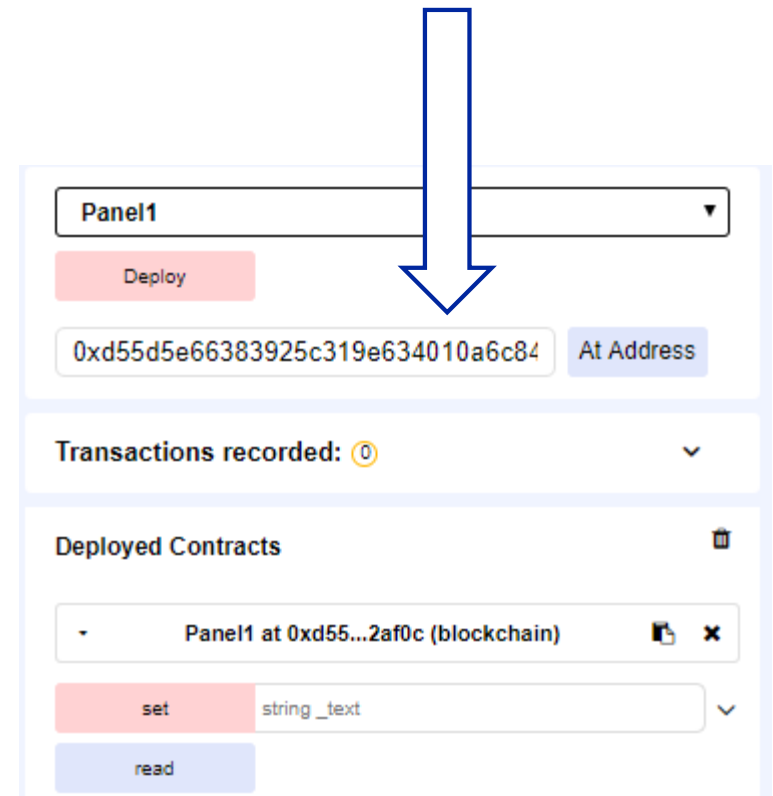 Panel1
Deploy
0xd55d5e66383925c319e634010a6c84 At Address
Transactions recorded: 0
Deployed Contracts
Panel1 at 0xd55...2af0c (blockchain)
set string _text
read